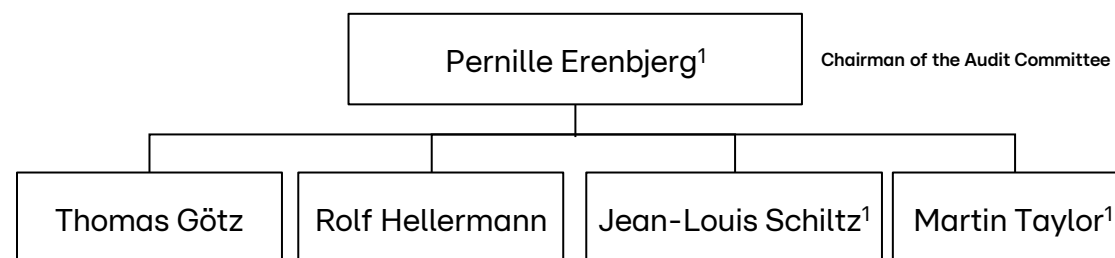 Pernille Erenbjerg¹
Chairman of the Audit Committee
Thomas Götz
Rolf Hellermann
Jean-Louis Schiltz¹
Martin Taylor¹